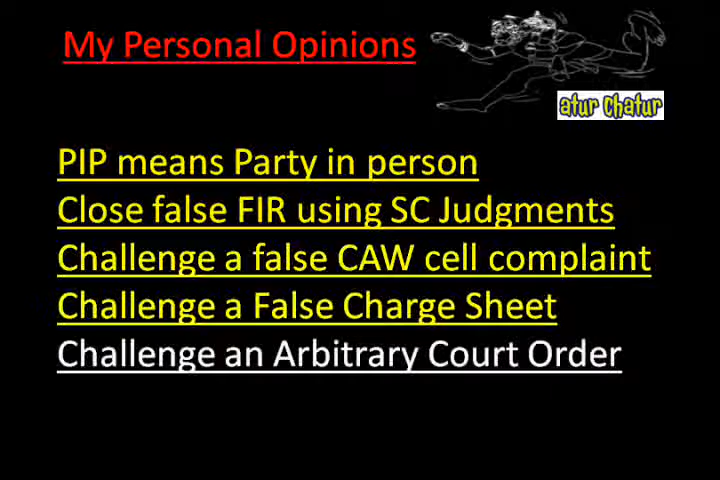 My Personal Opinions
atur chatur
PIP means Party in person
Close false FIR using SC Judgments
Challenge a false CAW cell complaint
Challenge a False Charge Sheet
Challenge an Arbitrary Court Order